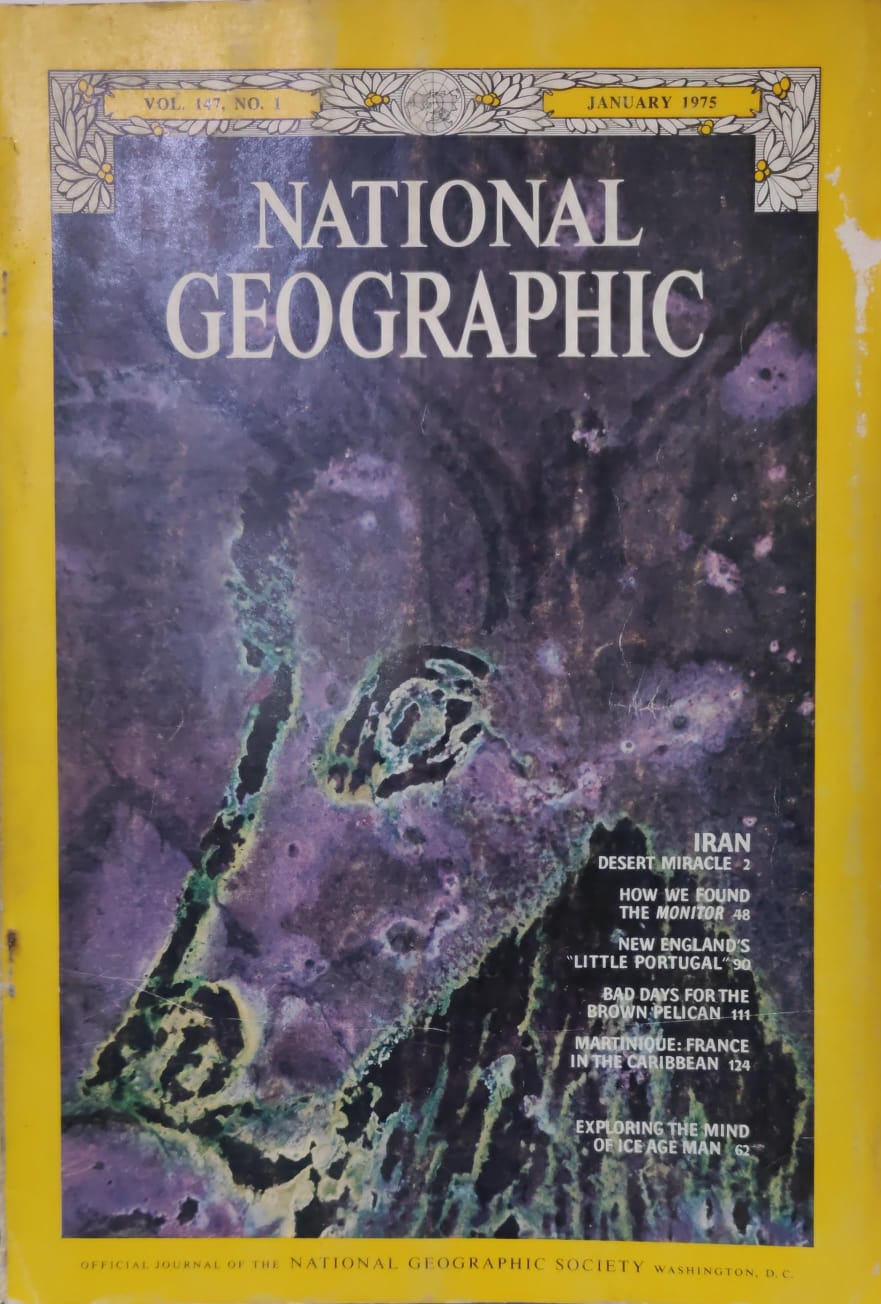 VOL. 147, NO. 1
JANUARY 1975
NATIONAL
GEOGRAPHIC
IRAN
DESERT MIRACLE 2
HOW WE FOUND
THE MONITOR 48
NEW ENGLAND'S
"LITTLE PORTUGAL" 90
BAD DAYS FOR THE
BROWN PELICAN 111
MARTINIQUE: FRANCE
IN THE CARIBBEAN 124
EXPLORING THE MIND
OF ICE AGE MAN 62
OFFICIAL JOURNAL OF THE NATIONAL GEOGRAPHIC SOCIETY WASHINGTON, D.C.